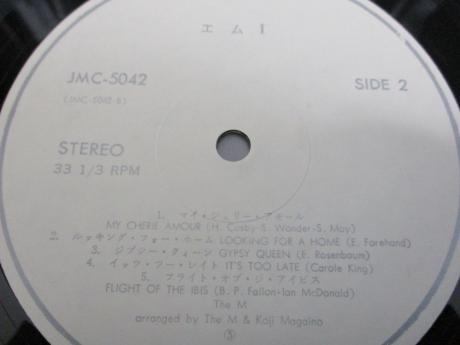 エム I
JMC-5042
(JMC-5042-B)
SIDE 2
STEREO
33 1/3 RPM
1. マイ・シェリー・アモール
MY CHERIE AMOUR (H. Cosby-S. Wonder-S. Moy)
2. ルッキング・フォー・ホーム LOOKING FOR A HOME (E. Forehand)
3. ジプシー・クィーン GYPSY QUEEN (E. Rosenbaum)
4. イッツ・トゥー・レイト IT'S TOO LATE (Carole King)
5. フライト・オブ・ジ・アイビス
FLIGHT OF THE IBIS (B. P. Fallon-Ian McDonald)
The M
arranged by The M & Koji Magaino
Ⓢ